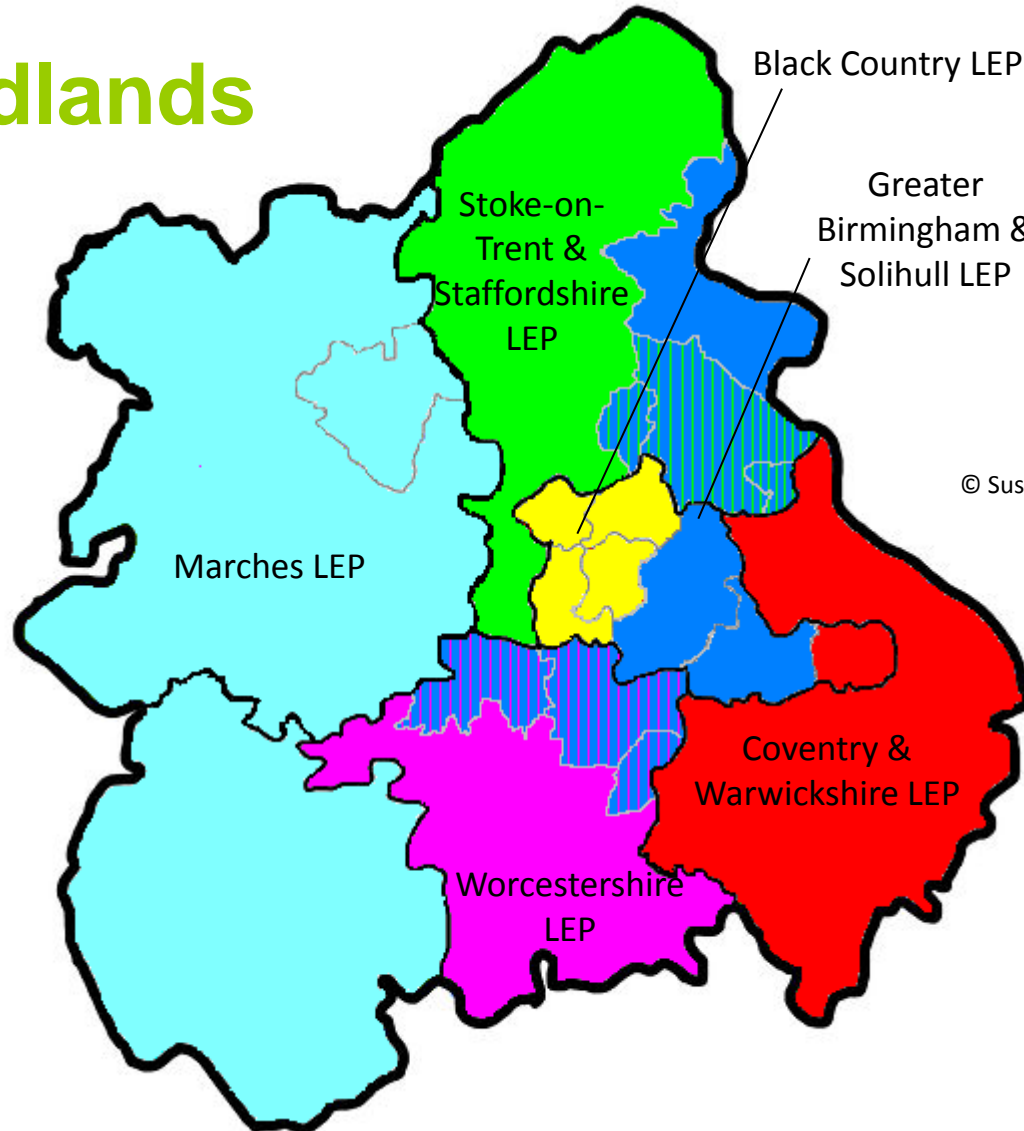 dlands
Black Country LEP
Greater
Birmingham &
Solihull LEP
Stoke-on-
Trent &
Staffordshire
LEP
© Sus
Marches LEP
Coventry &
Warwickshire LEP
Worcestershire
LEP